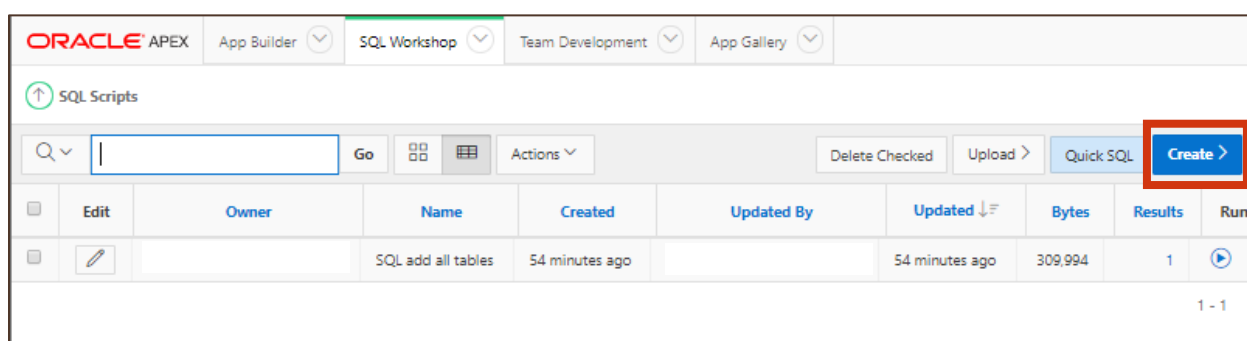 ORACLE APEX App Builder SQL Workshop Team Development App Gallery
SQL Scripts
Go Actions Delete Checked Upload Quick SQL Create
Edit Owner Name Created Updated By Updated Bytes Results Run
SQL add all tables 54 minutes ago 54 minutes ago 309,994 1
1 - 1